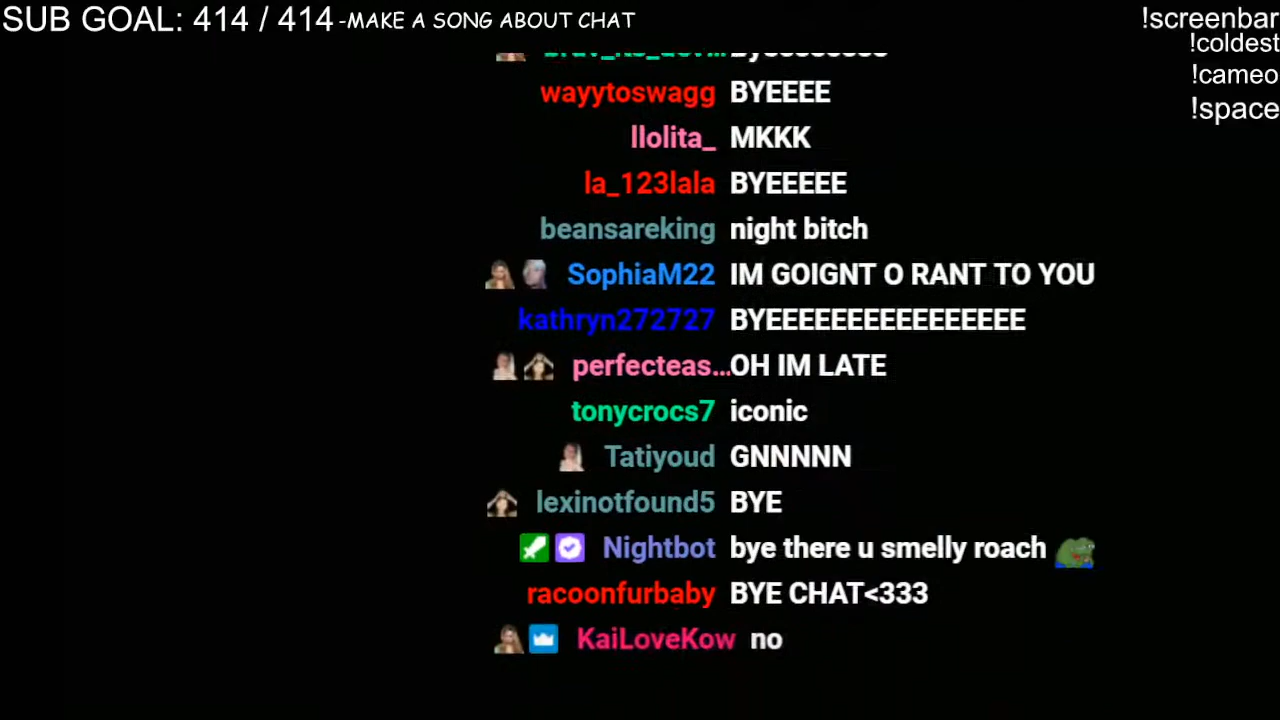 SUB GOAL: 414 / 414 -MAKE A SONG ABOUT CHAT
!screenbar
!coldest
!cameo
!space
wayytoswagg BYEEEE
llolita_ MKKK
la_123lala BYEEEEE
beansareking night bitch
SophiaM22 IM GOIGNT O RANT TO YOU
kathryn272727 BYEEEEEEEEEEEEEEEE
perfecteas... OH IM LATE
tonycrocs7 iconic
Tatiyoud GNNNNN
lexinotfound5 BYE
Nightbot bye there u smelly roach
racoonfurbaby BYE CHAT<333
KaiLoveKow no